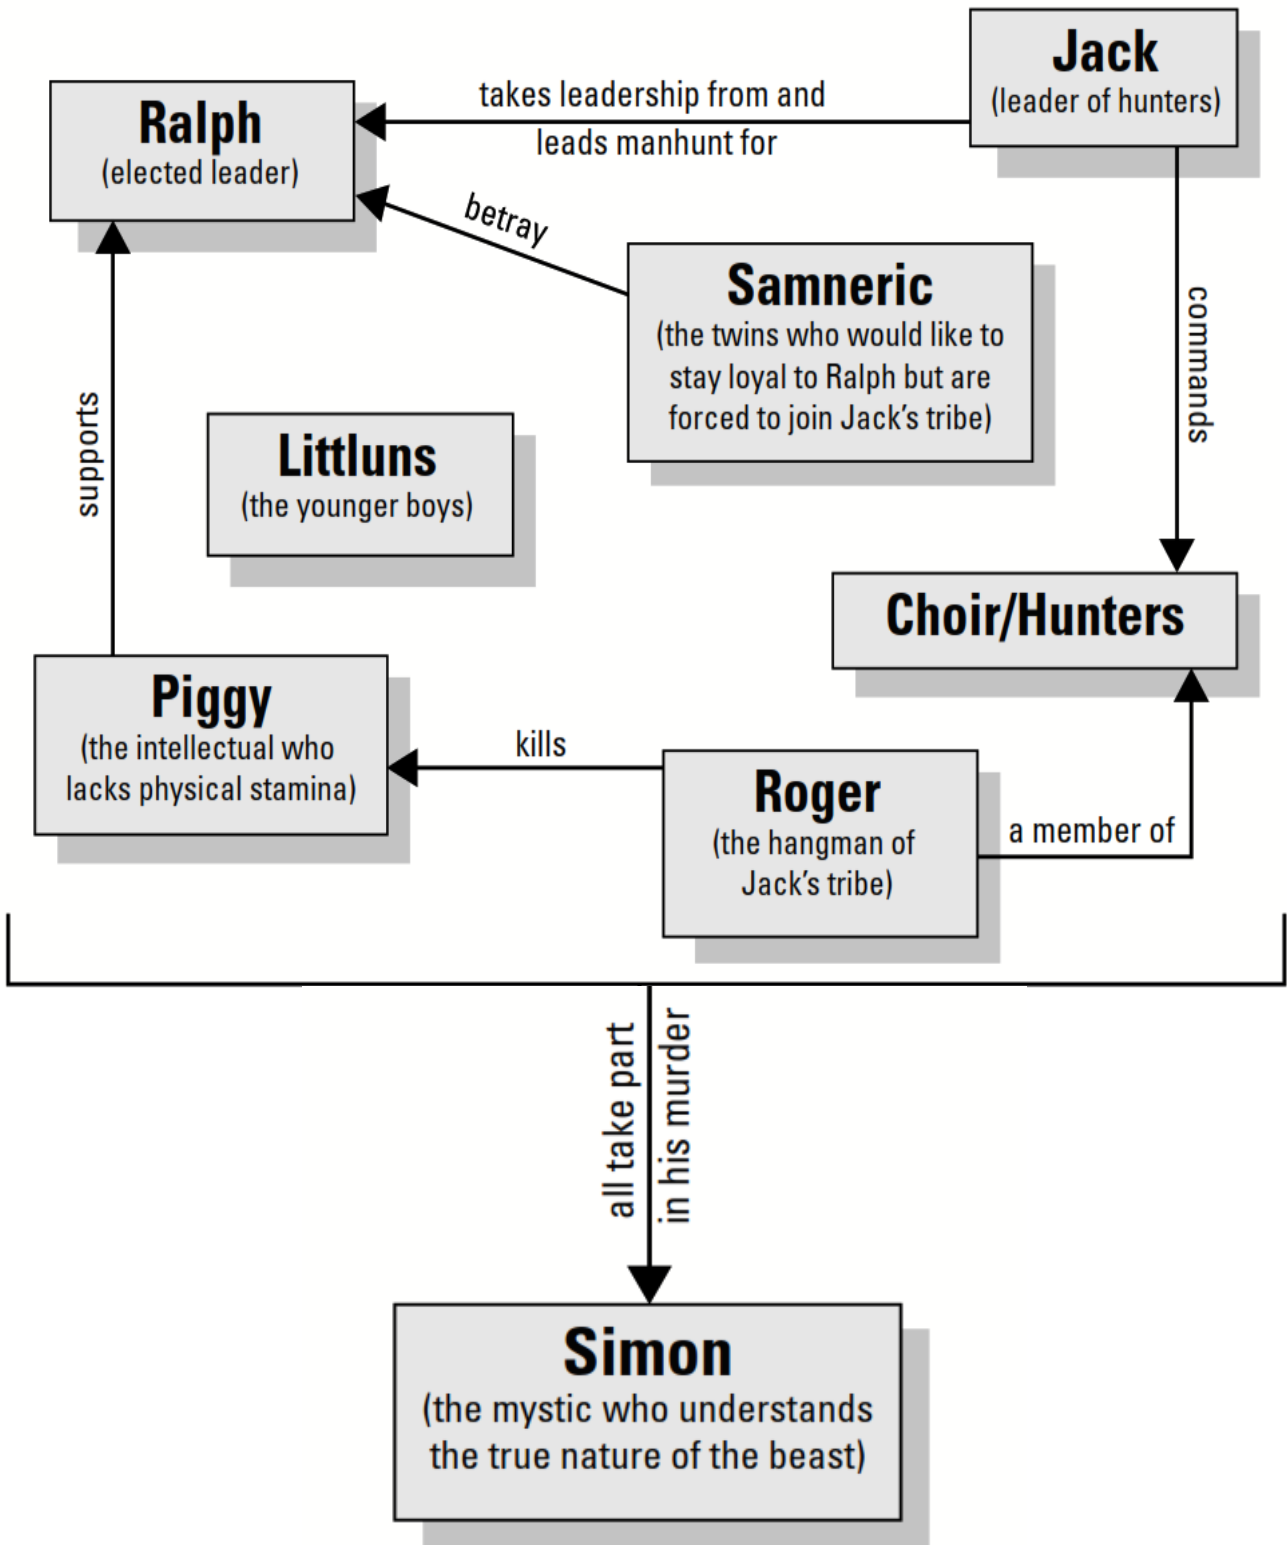 Jack
(leader of hunters)
takes leadership from and
leads manhunt for
Ralph
(elected leader)
betray
Samneric
(the twins who would like to
stay loyal to Ralph but are
forced to join Jack's tribe)
commands
supports
Littluns
(the younger boys)
Choir/Hunters
Piggy
(the intellectual who
lacks physical stamina)
kills
Roger
(the hangman of
Jack's tribe)
a member of
all take part
in his murder
Simon
(the mystic who understands
the true nature of the beast)